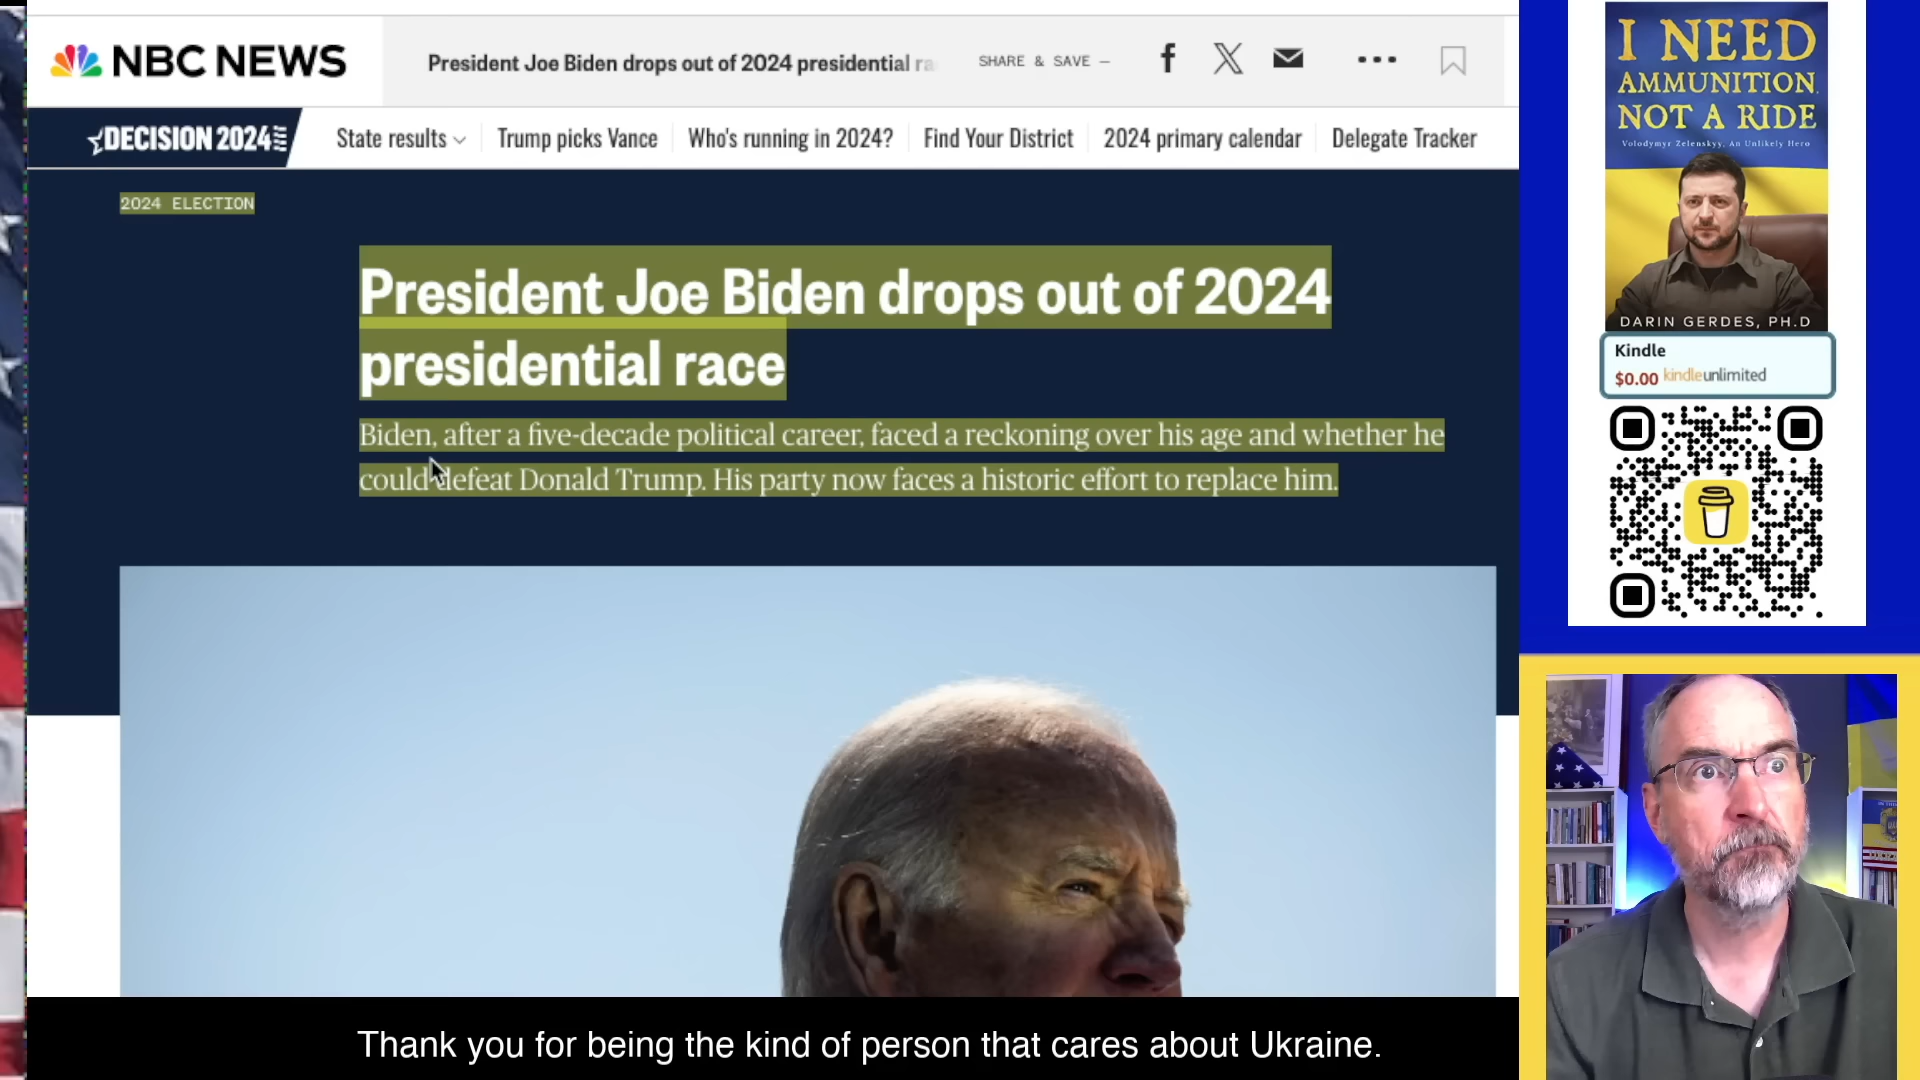 NBC NEWS
President Joe Biden drops out of 2024 presidential
SHARE & SAVE —
DECISION 2024
State results
Trump picks Vance
Who's running in 2024?
Find Your District
2024 primary calendar
Delegate Tracker
2024 ELECTION
President Joe Biden drops out of 2024
presidential race
Biden, after a five-decade political career, faced a reckoning over his age and whether he
could defeat Donald Trump. His party now faces a historic effort to replace him.
Thank you for being the kind of person that cares about Ukraine.
I NEED
AMMUNITION,
NOT A RIDE
Volodymyr Zelenskyy, An Unlikely Hero
DARIN GERDES, PH.D
Kindle
$0.00 kindleunlimited